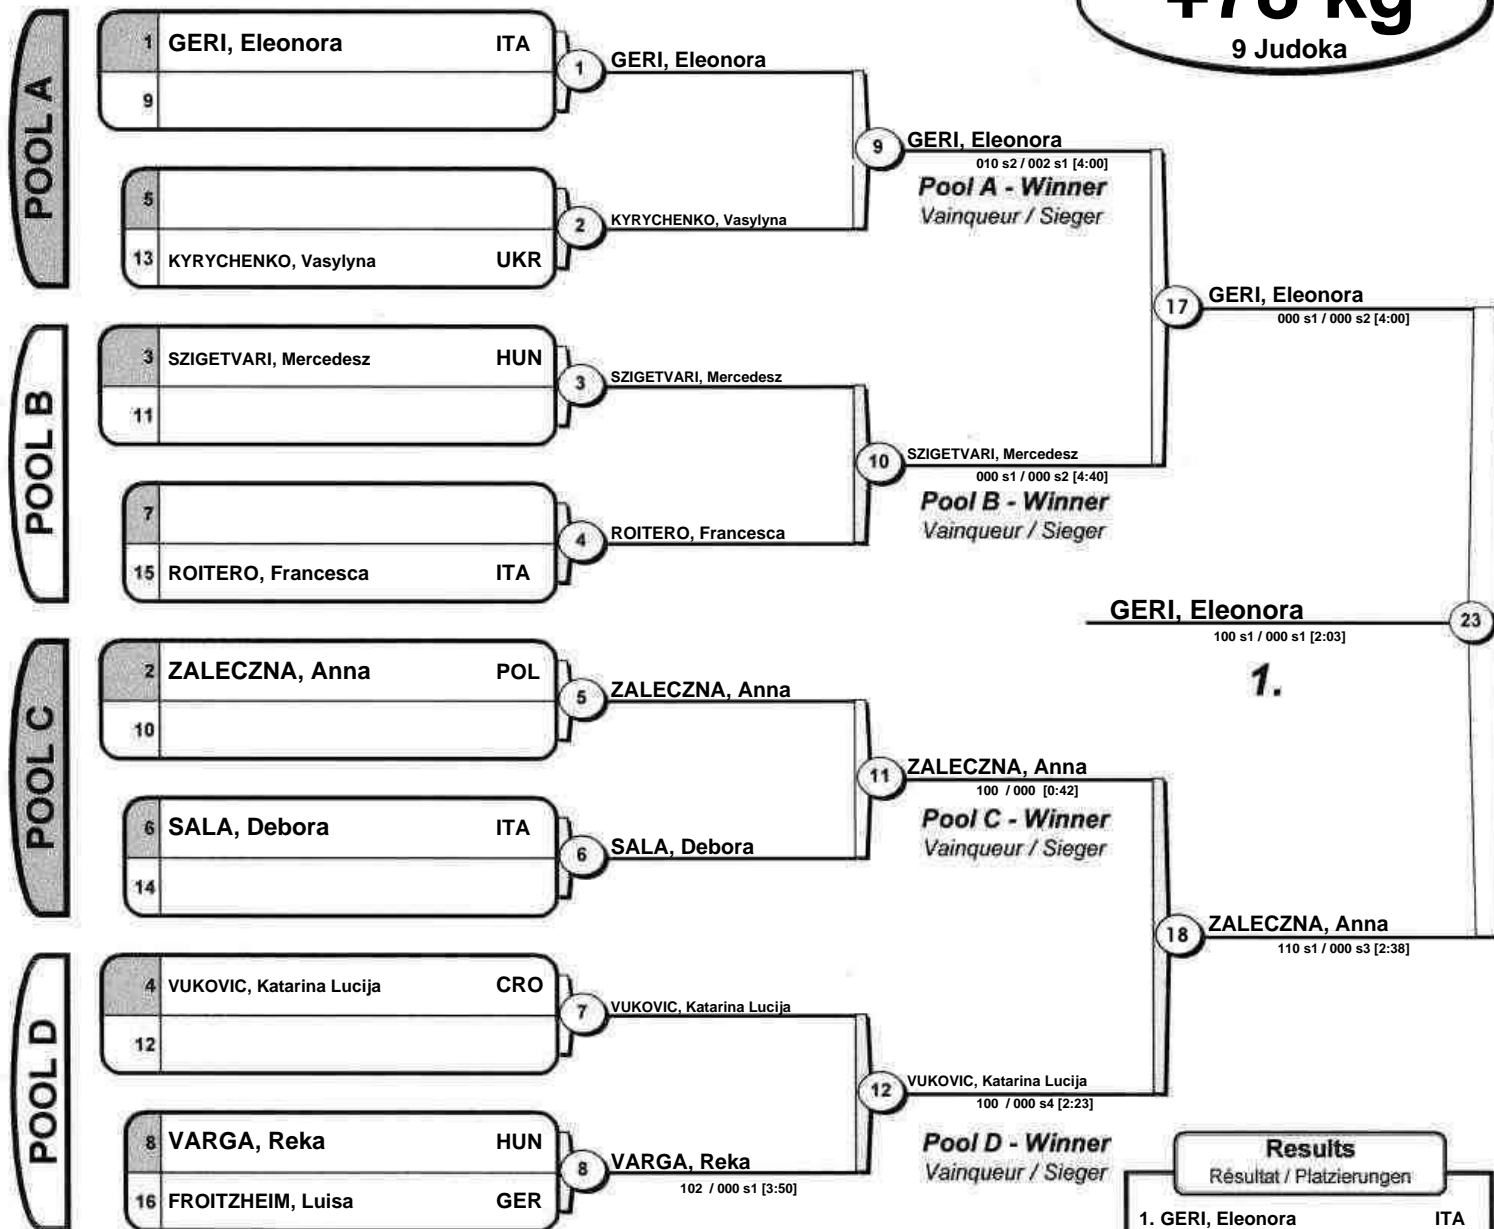 +78 kg
9 Judoka
POOL A
1 GERI, Eleonora ITA
9
1 GERI, Eleonora
5
13 KYRYCHENKO, Vasylyna UKR
2 KYRYCHENKO, Vasylyna
9 GERI, Eleonora
010 s2 / 002 s1 [4:00]
Pool A - Winner
Vainqueur / Sieger
POOL B
3 SZIGETVARI, Mercedesz HUN
11
3 SZIGETVARI, Mercedesz
7
15 ROITERO, Francesca ITA
4 ROITERO, Francesca
10 SZIGETVARI, Mercedesz
000 s1 / 000 s2 [4:40]
Pool B - Winner
Vainqueur / Sieger
17 GERI, Eleonora
000 s1 / 000 s2 [4:00]
GERI, Eleonora 23
100 s1 / 000 s1 [2:03]
1.
POOL C
2 ZALECZNA, Anna POL
10
5 ZALECZNA, Anna
6 SALA, Debora ITA
14
6 SALA, Debora
11 ZALECZNA, Anna
100 / 000 [0:42]
Pool C - Winner
Vainqueur / Sieger
18 ZALECZNA, Anna
110 s1 / 000 s3 [2:38]
POOL D
4 VUKOVIC, Katarina Lucija CRO
12
7 VUKOVIC, Katarina Lucija
8 VARGA, Reka HUN
16 FROITZHEIM, Luisa GER
8 VARGA, Reka
102 / 000 s1 [3:50]
12 VUKOVIC, Katarina Lucija
100 / 000 s4 [2:23]
Pool D - Winner
Vainqueur / Sieger
Results
Résultat / Platzierungen
1. GERI, Eleonora ITA